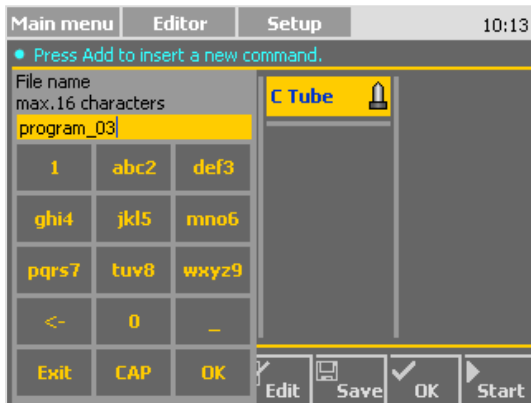 Main menu Editor Setup 10:13
Press Add to insert a new command.
File name
max.16 characters
program_03
C Tube
1 abc2 def3
ghi4 jkl5 mno6
pqrs7 tuv8 wxyz9
<- 0 _
Exit CAP OK
Edit Save OK Start